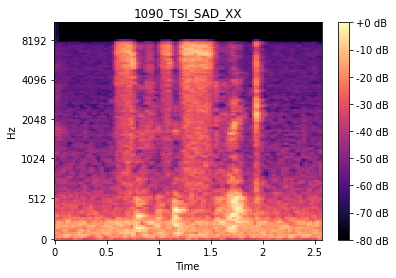 1090_TSI_SAD_XX
8192
4096
2048
1024
512
0
Hz
0
0.5
1
1.5
2
2.5
Time
+0 dB
-10 dB
-20 dB
-30 dB
-40 dB
-50 dB
-60 dB
-70 dB
-80 dB